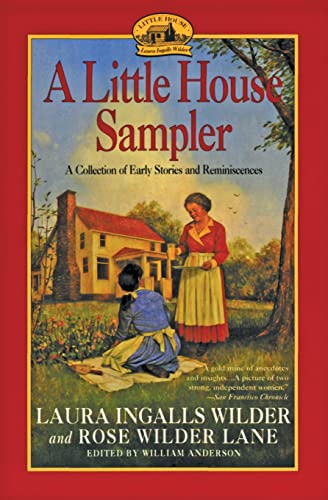 LITTLE HOUSE
Laura Ingalls Wilder
A Little House
Sampler
A Collection of Early Stories and Reminiscences
"A gold mine of anecdotes
and insights...A picture of two
strong, independent women."
—San Francisco Chronicle
LAURA INGALLS WILDER
and ROSE WILDER LANE
EDITED BY WILLIAM ANDERSON